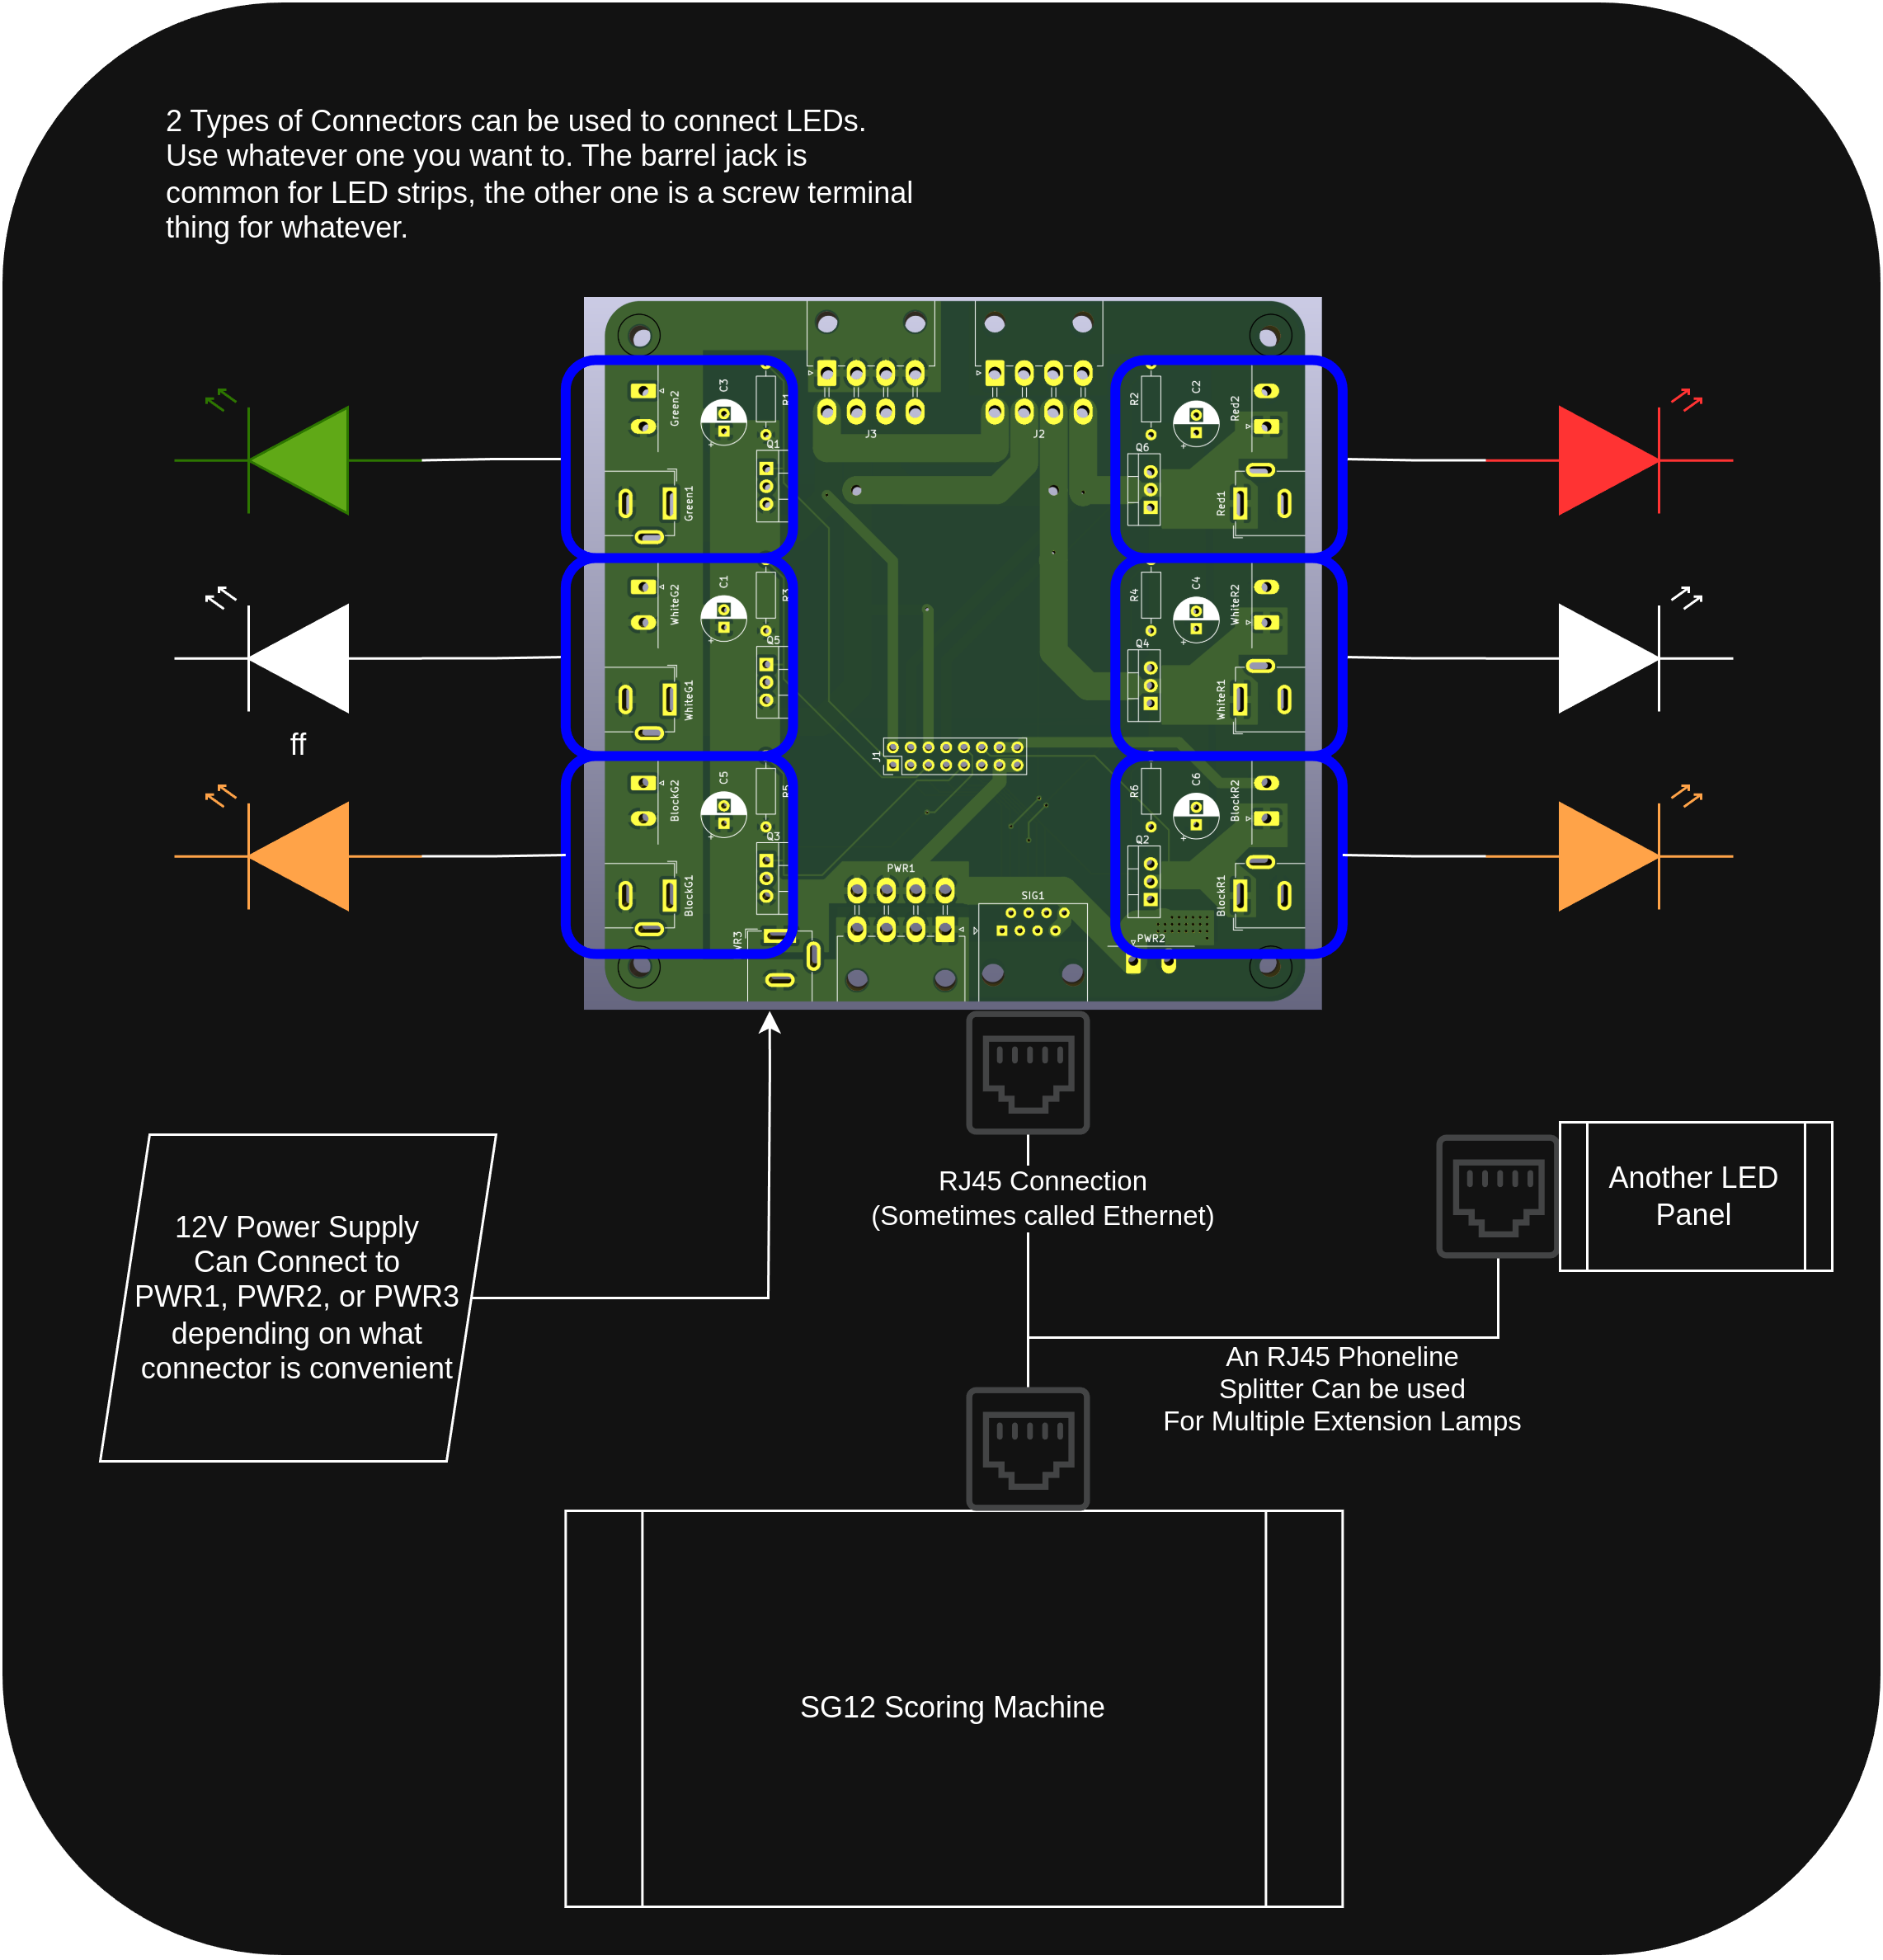 2 Types of Connectors can be used to connect LEDs.
Use whatever one you want to. The barrel jack is
common for LED strips, the other one is a screw terminal
thing for whatever.
J3
J2
Green2
C3
R1
Q1
Green1
R2
C2
Red2
Q6
Red1
WhiteG2
C1
R3
Q5
WhiteG1
R4
C4
WhiteR2
Q4
WhiteR1
ff
J1
BlockG2
C5
R5
Q3
BlockG1
R6
C6
BlockR2
Q2
BlockR1
PWR1
SIG1
PWR2
RJ45 Connection
(Sometimes called Ethernet)
Another LED
Panel
12V Power Supply
Can Connect to
PWR1, PWR2, or PWR3
depending on what
connector is convenient
An RJ45 Phoneline
Splitter Can be used
For Multiple Extension Lamps
SG12 Scoring Machine